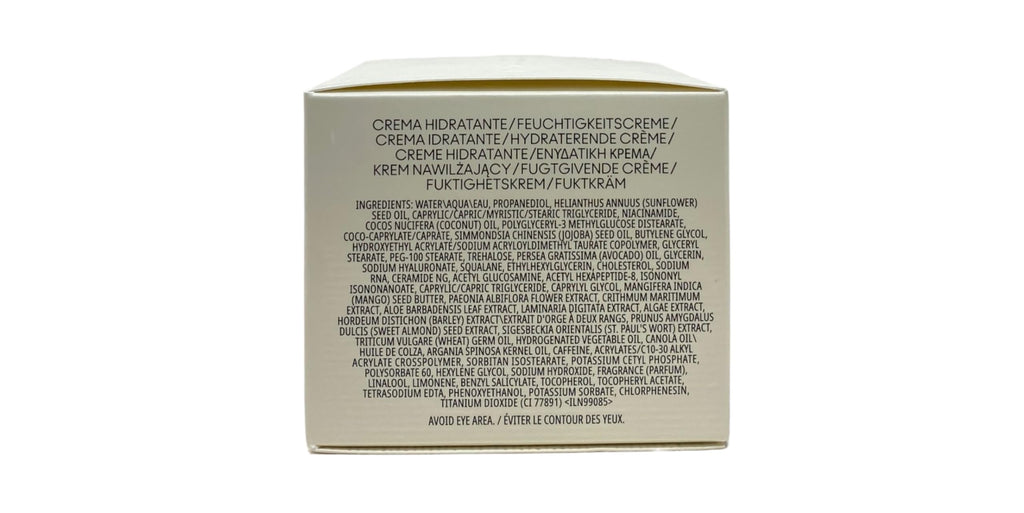 CREMA HIDRATANTE/FEUCHTIGKEITSCREME/
CREMA IDRATANTE/HYDRATERENDE CRÈME/
CREME HIDRATANTE/ΕΝΥΔΑΤΙΚΗ ΚΡΕΜΑ/
KREM NAWILŻAJĄCY/FUGTGIVENDE CRÈME/
FUKTIGHETSKREM/FUKTKRÄM
INGREDIENTS: WATER\AQUA\EAU, PROPANEDIOL, HELIANTHUS ANNUUS (SUNFLOWER)
SEED OIL, CAPRYLIC/CAPRIC/MYRISTIC/STEARIC TRIGLYCERIDE, NIACINAMIDE,
COCOS NUCIFERA (COCONUT) OIL, POLYGLYCERYL-3 METHYLGLUCOSE DISTEARATE,
COCO-CAPRYLATE/CAPRATE, SIMMONDSIA CHINENSIS (JOJOBA) SEED OIL, BUTYLENE GLYCOL,
HYDROXYETHYL ACRYLATE/SODIUM ACRYLOYLDIMETHYL TAURATE COPOLYMER, GLYCERYL
STEARATE, PEG-100 STEARATE, TREHALOSE, PERSEA GRATISSIMA (AVOCADO) OIL, GLYCERIN,
SODIUM HYALURONATE, SQUALANE, ETHYLHEXYLGLYCERIN, CHOLESTEROL, SODIUM
RNA, CERAMIDE NG, ACETYL GLUCOSAMINE, ACETYL HEXAPEPTIDE-8, ISONONYL
ISONONANOATE, CAPRYLIC/CAPRIC TRIGLYCERIDE, CAPRYLYL GLYCOL, MANGIFERA INDICA
(MANGO) SEED BUTTER, PAEONIA ALBIFLORA FLOWER EXTRACT, CRITHMUM MARITIMUM
EXTRACT, ALOE BARBADENSIS LEAF EXTRACT, LAMINARIA DIGITATA EXTRACT, ALGAE EXTRACT,
HORDEUM DISTICHON (BARLEY) EXTRACT\EXTRAIT D'ORGE À DEUX RANGS, PRUNUS AMYGDALUS
DULCIS (SWEET ALMOND) SEED EXTRACT, SIGESBECKIA ORIENTALIS (ST. PAUL'S WORT) EXTRACT,
TRITICUM VULGARE (WHEAT) GERM OIL, HYDROGENATED VEGETABLE OIL, CANOLA OIL\
HUILE DE COLZA, ARGANIA SPINOSA KERNEL OIL, CAFFEINE, ACRYLATES/C10-30 ALKYL
ACRYLATE CROSSPOLYMER, SORBITAN ISOSTEARATE, POTASSIUM CETYL PHOSPHATE,
POLYSORBATE 60, HEXYLENE GLYCOL, SODIUM HYDROXIDE, FRAGRANCE (PARFUM),
LINALOOL, LIMONENE, BENZYL SALICYLATE, TOCOPHEROL, TOCOPHERYL ACETATE,
TETRASODIUM EDTA, PHENOXYETHANOL, POTASSIUM SORBATE, CHLORPHENESIN,
TITANIUM DIOXIDE (CI 77891) <ILN99085>
AVOID EYE AREA. / ÉVITER LE CONTOUR DES YEUX.